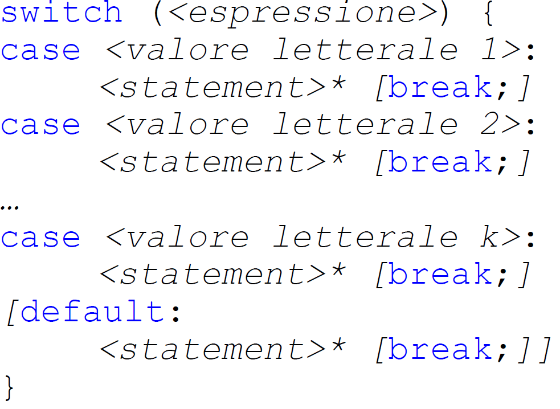 switch (<espressione>) {
case <valore letterale 1>:
<statement>* [break;]
case <valore letterale 2>:
<statement>* [break;]
…
case <valore letterale k>:
<statement>* [break;]
[default:
<statement>* [break;]]
}